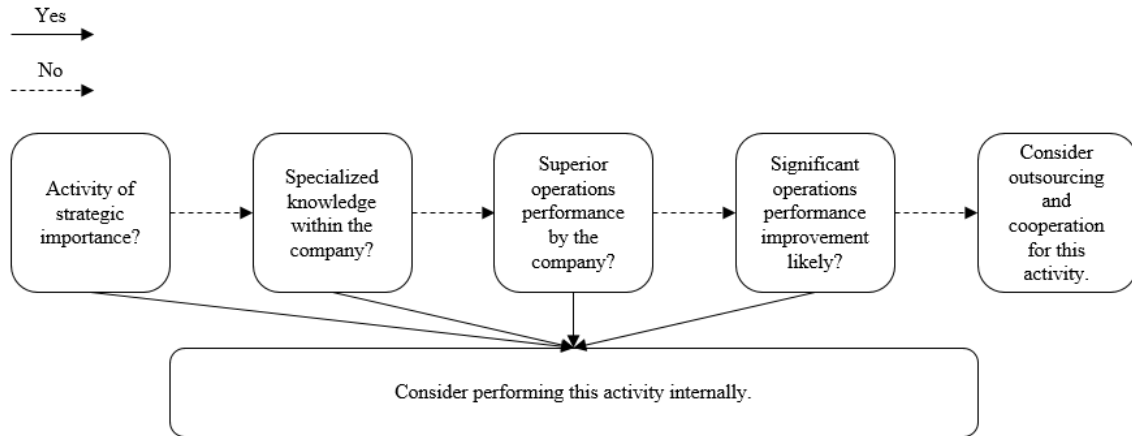 Yes
No
Activity of
strategic
importance?
Specialized
knowledge
within the
company?
Superior
operations
performance
by the
company?
Significant
operations
performance
improvement
likely?
Consider
outsourcing
and
cooperation
for this
activity.
Consider performing this activity internally.